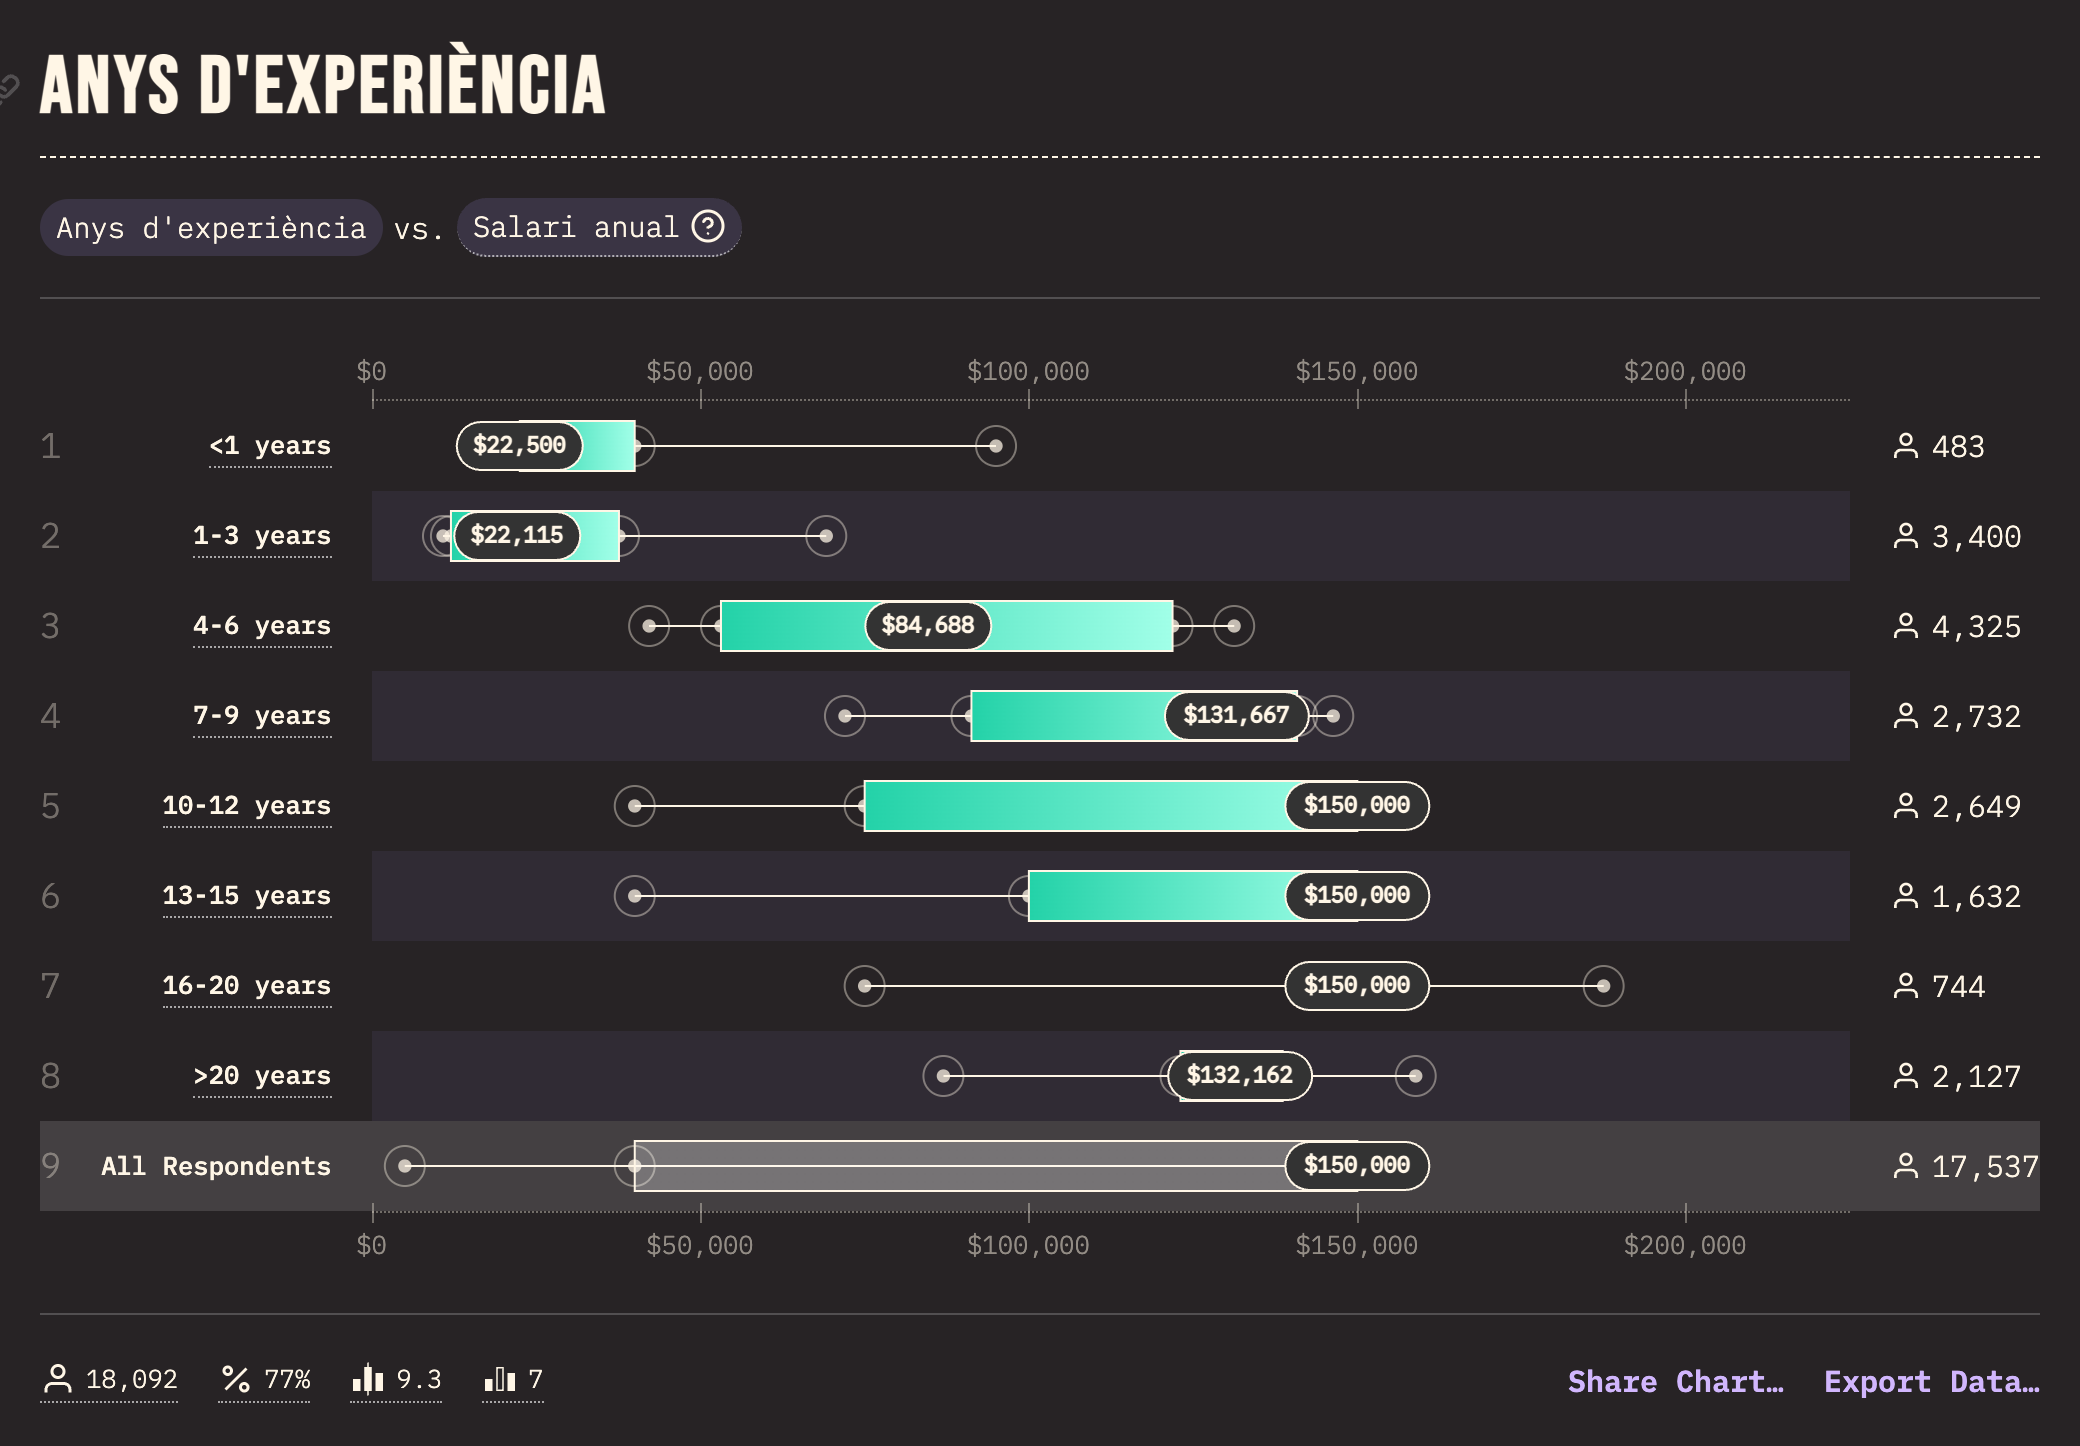 ANYS D'EXPERIÈNCIA
Anys d'experiència vs. Salari anual ?
$0 $50,000 $100,000 $150,000 $200,000
1 <1 years $22,500 483
2 1-3 years $22,115 3,400
3 4-6 years $84,688 4,325
4 7-9 years $131,667 2,732
5 10-12 years $150,000 2,649
6 13-15 years $150,000 1,632
7 16-20 years $150,000 744
8 >20 years $132,162 2,127
9 All Respondents $150,000 17,537
$0 $50,000 $100,000 $150,000 $200,000
18,092 % 77% 9.3 7 Share Chart… Export Data…